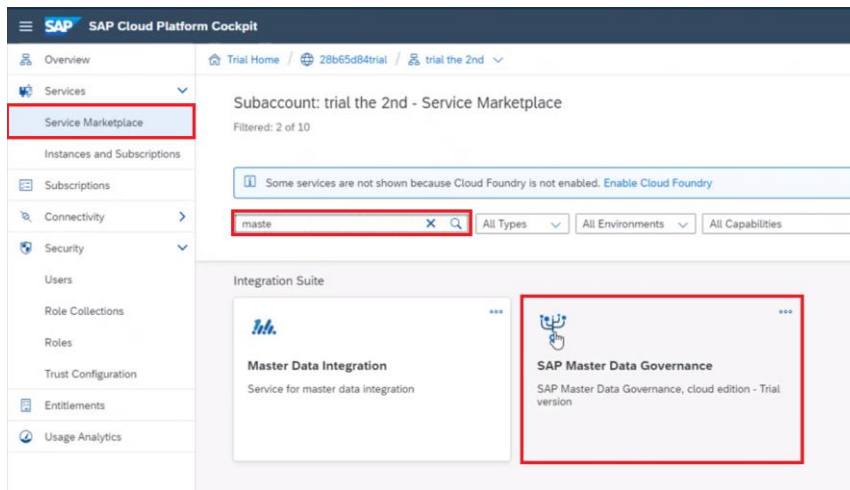 SAP SAP Cloud Platform Cockpit
Overview
Services
Service Marketplace
Instances and Subscriptions
Subscriptions
Connectivity
Security
Users
Role Collections
Roles
Trust Configuration
Entitlements
Usage Analytics
Trial Home / 28b65d84trial / trial the 2nd
Subaccount: trial the 2nd - Service Marketplace
Filtered: 2 of 10
Some services are not shown because Cloud Foundry is not enabled. Enable Cloud Foundry
maste
All Types
All Environments
All Capabilities
Integration Suite
Master Data Integration
Service for master data integration
SAP Master Data Governance
SAP Master Data Governance, cloud edition - Trial
version